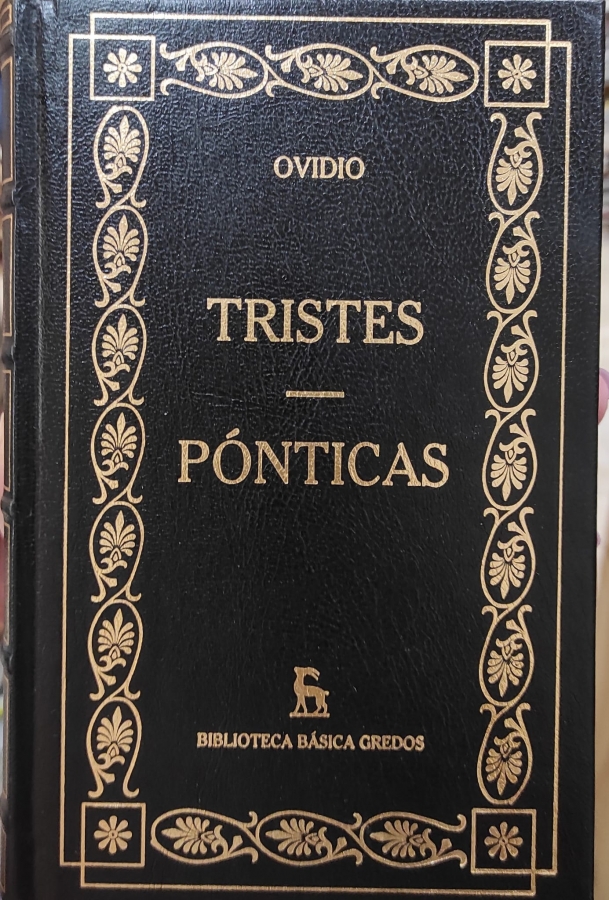 OVIDIO
TRISTES
PÓNTICAS
BIBLIOTECA BÁSICA GREDOS